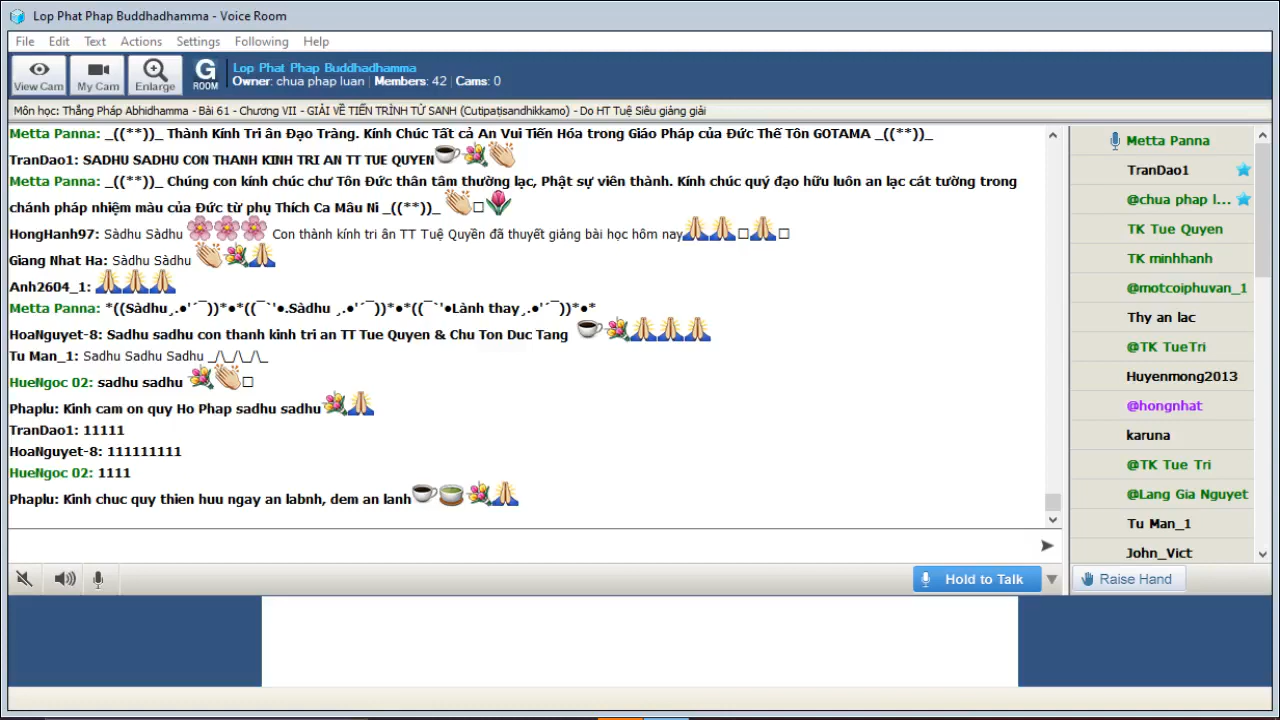 Lop Phat Phap Buddhadhamma - Voice Room
File Edit Text Actions Settings Following Help
View Cam My Cam Enlarge G ROOM
Lop Phat Phap Buddhadhamma
Owner: chua phap luan | Members: 42 | Cams: 0
Môn học: Thắng Pháp Abhidhamma - Bài 61 - Chương VII - GIẢI VỀ TIẾN TRÌNH TỬ SANH (Cutipaṭisandhikkamo) - Do HT Tuệ Siêu giảng giải
Metta Panna: _((**))_ Thành Kính Tri ân Đạo Tràng. Kính Chúc Tất cả An Vui Tiến Hóa trong Giáo Pháp của Đức Thế Tôn GOTAMA _((**))_
TranDao1: SADHU SADHU CON THANH KINH TRI AN TT TUE QUYEN☕💐👏
Metta Panna: _((**))_ Chúng con kính chúc chư Tôn Đức thân tâm thường lạc, Phật sự viên thành. Kính chúc quý đạo hữu luôn an lạc cát tường trong
chánh pháp nhiệm màu của Đức từ phụ Thích Ca Mâu Ni _((**))_ 👏□🌷
HongHanh97: Sàdhu Sàdhu 🌸🌸🌸 Con thành kính tri ân TT Tuệ Quyền đã thuyết giảng bài học hôm nay🙏🙏□🙏□
Giang Nhat Ha: Sàdhu Sàdhu 👏💐🙏
Anh2604_1: 🙏🙏🙏
Metta Panna: *((Sàdhu¸.•'´¯))*•*((¯`'•.Sàdhu ¸.•'´¯))*•*((¯`'•Lành thay¸.•'´¯))*•*
HoaNguyet-8: Sadhu sadhu con thanh kinh tri an TT Tue Quyen & Chu Ton Duc Tang ☕💐🙏🙏🙏
Tu Man_1: Sadhu Sadhu Sadhu _/\_/\_/\_
HueNgoc 02: sadhu sadhu 💐👏□
Phaplu: Kinh cam on quy Ho Phap sadhu sadhu💐🙏
TranDao1: 11111
HoaNguyet-8: 111111111
HueNgoc 02: 1111
Phaplu: Kinh chuc quy thien huu ngay an labnh, dem an lanh☕🍵💐🙏
Hold to Talk
Metta Panna
TranDao1
@chua phap l...
TK Tue Quyen
TK minhhanh
@motcoiphuvan_1
Thy an lac
@TK TueTri
Huyenmong2013
@hongnhat
karuna
@TK Tue Tri
@Lang Gia Nguyet
Tu Man_1
John_Vict
Raise Hand